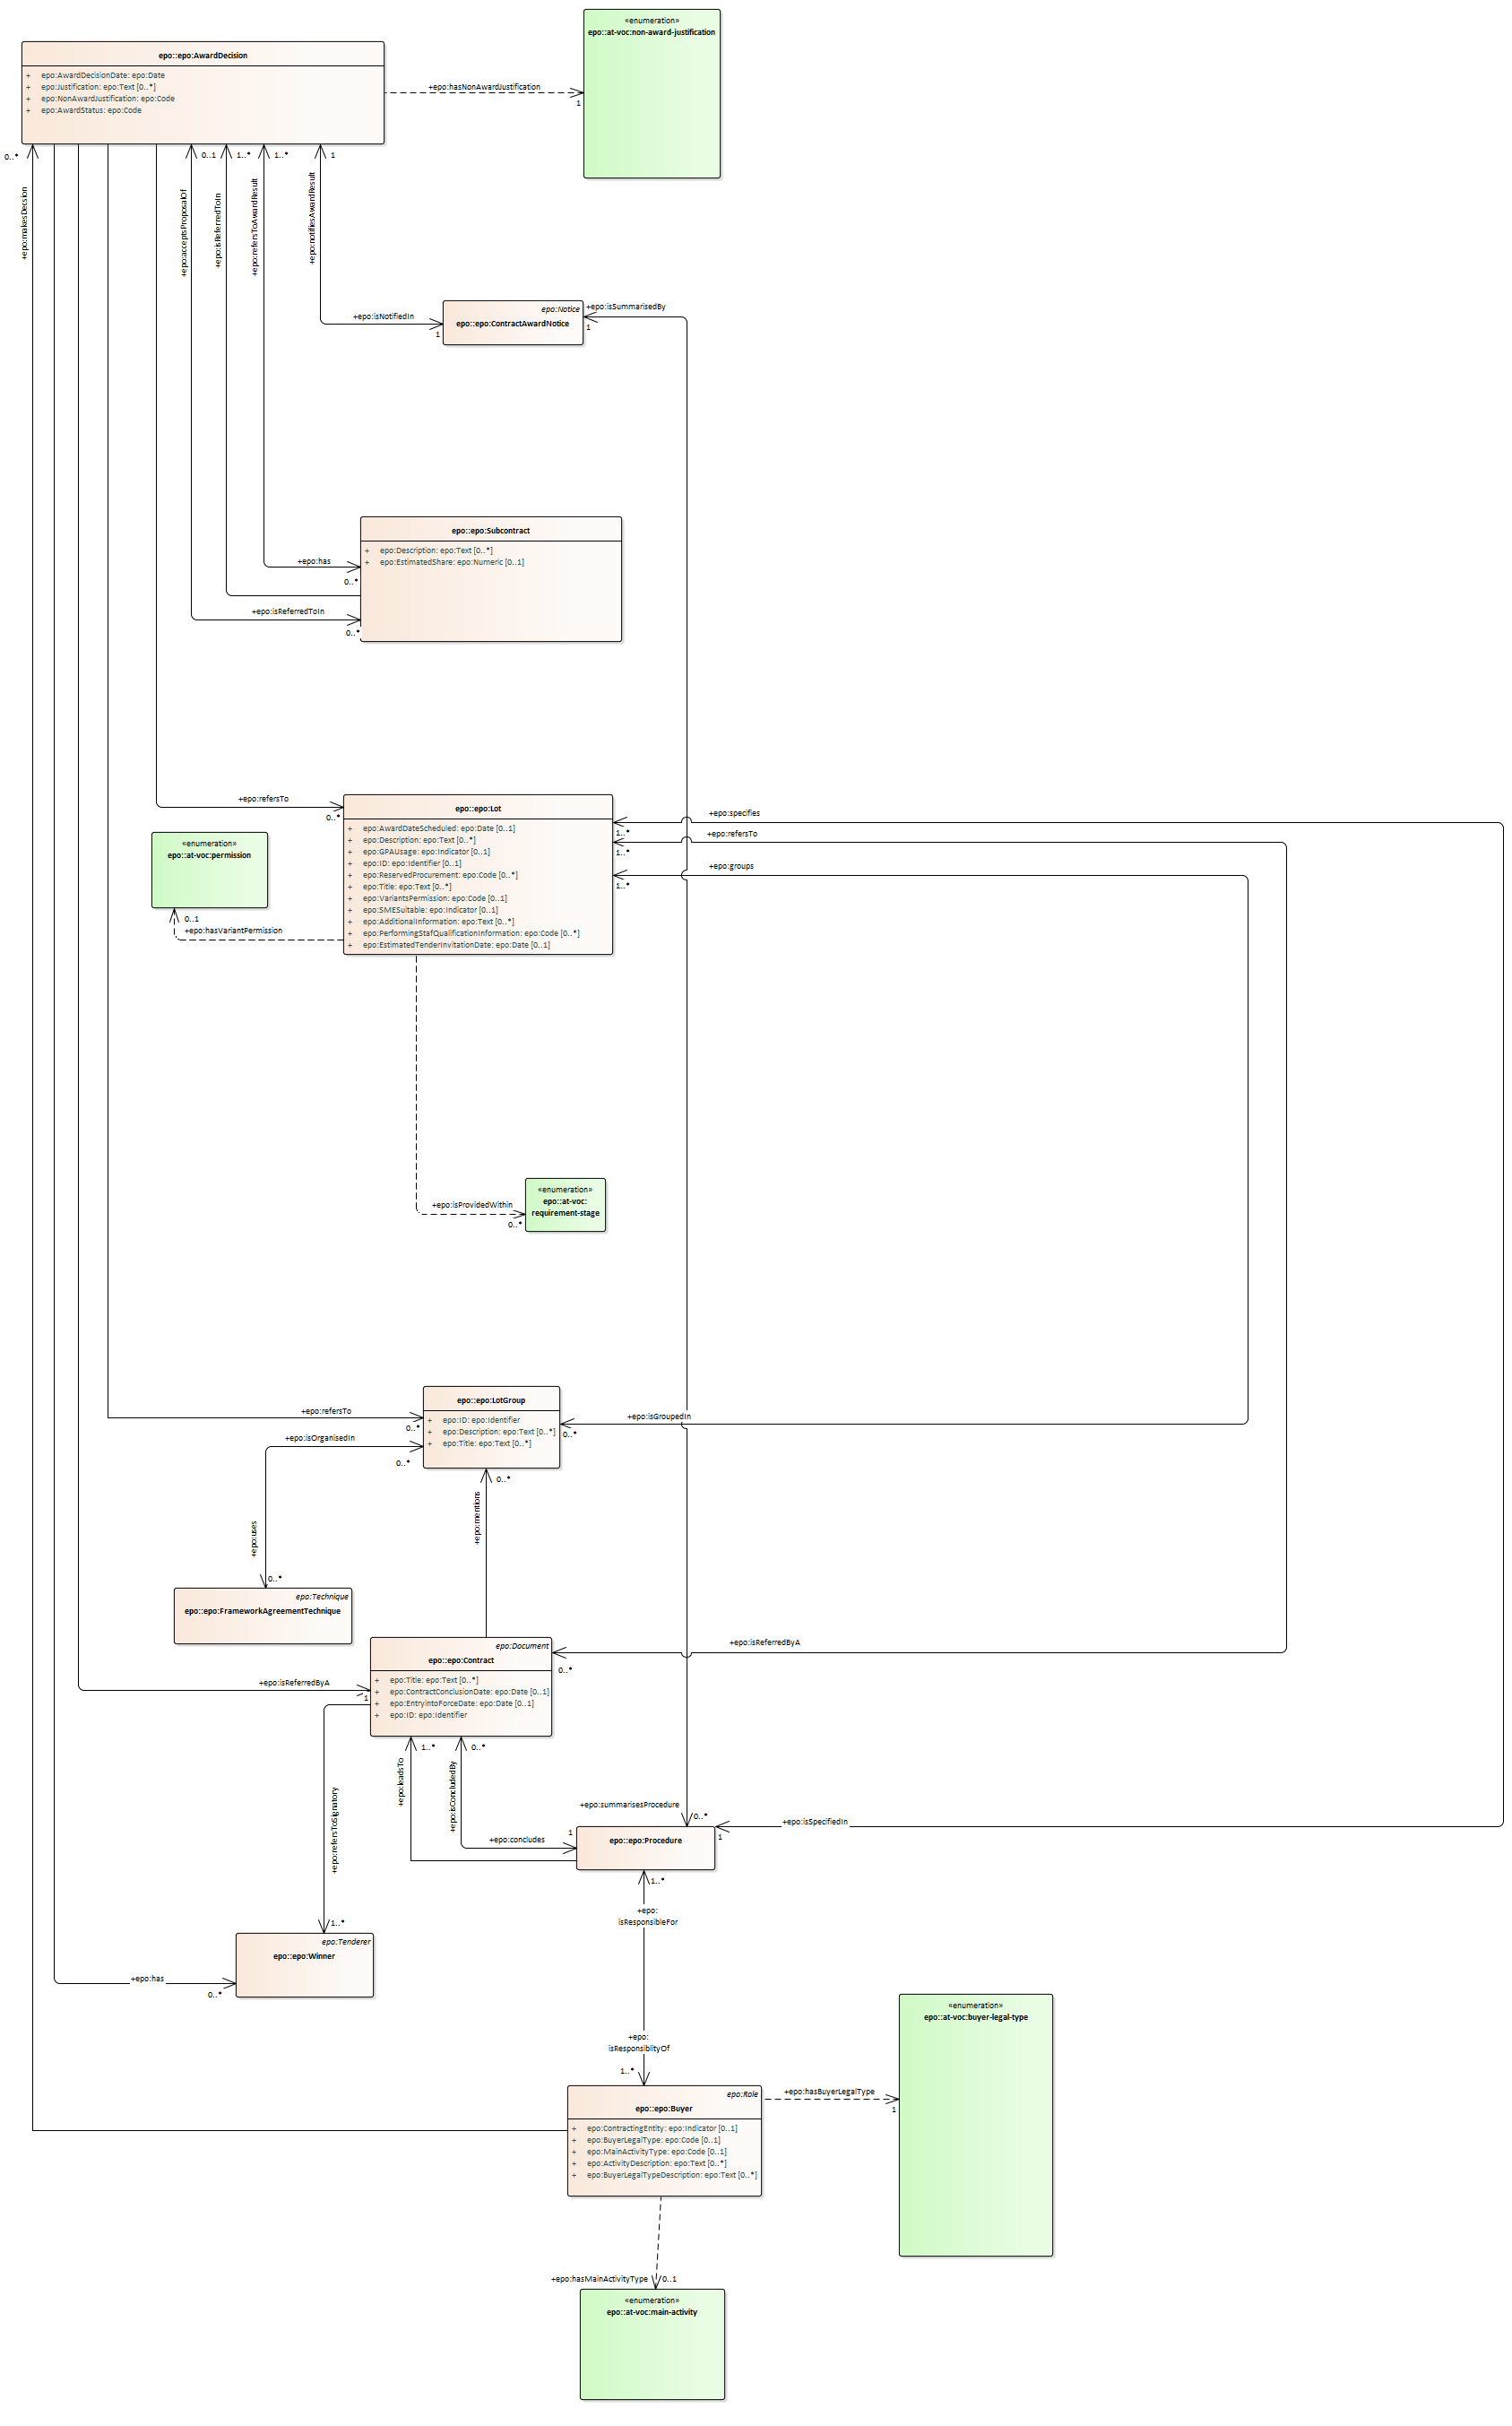 «enumeration»
epo::at-voc:non-award-justification
epo::epo:AwardDecision
+ epo:AwardDecisionDate: epo:Date
+ epo:Justification: epo:Text [0..*]
+ epo:NonAwardJustification: epo:Code
+ epo:AwardStatus: epo:Code
+epo:hasNonAwardJustification
1
0..*
0..1
1..*
1..*
1
+epo:makesDecsion
+epo:acceptsProposalOf
+epo:isReferredToIn
+epo:refersToAwardResult
+epo:notifiesAwardResult
+epo:isNotifiedIn
1
epo:Notice
epo::epo:ContractAwardNotice
+epo:isSummarisedBy
1
epo::epo:Subcontract
+ epo:Description: epo:Text [0..*]
+ epo:EstimatedShare: epo:Numeric [0..1]
+epo:has
0..*
+epo:isReferredToIn
0..*
+epo:refersTo
0..*
epo::epo:Lot
+ epo:AwardDateScheduled: epo:Date [0..1]
+ epo:Description: epo:Text [0..*]
+ epo:GPAUsage: epo:Indicator [0..1]
+ epo:ID: epo:Identifier [0..1]
+ epo:ReservedProcurement: epo:Code [0..*]
+ epo:Title: epo:Text [0..*]
+ epo:VariantsPermission: epo:Code [0..1]
+ epo:SMESuitable: epo:Indicator [0..1]
+ epo:AdditionalInformation: epo:Text [0..*]
+ epo:PerformingStafQualificationInformation: epo:Code [0..*]
+ epo:EstimatedTenderInvitationDate: epo:Date [0..1]
+epo:specifies
1..*
+epo:refersTo
1..*
+epo:groups
1..*
«enumeration»
epo::at-voc:permission
0..1
+epo:hasVariantPermission
+epo:isProvidedWithin
0..*
«enumeration»
epo::at-voc:
requirement-stage
epo::epo:LotGroup
+ epo:ID: epo:Identifier
+ epo:Description: epo:Text [0..*]
+ epo:Title: epo:Text [0..*]
+epo:refersTo
0..*
+epo:isGroupedIn
0..*
+epo:isOrganisedIn
0..*
0..*
+epo:mentions
+epo:uses
0..*
epo:Technique
epo::epo:FrameworkAgreementTechnique
epo:Document
epo::epo:Contract
+ epo:Title: epo:Text [0..*]
+ epo:ContractConclusionDate: epo:Date [0..1]
+ epo:EntryintoForceDate: epo:Date [0..1]
+ epo:ID: epo:Identifier
+epo:isReferredByA
0..*
+epo:isReferredByA
1
1..*
0..*
+epo:leadsTo
+epo:isConcludedBy
+epo:refersToSignatory
+epo:summarisesProcedure
0..*
+epo:concludes
1
epo::epo:Procedure
+epo:isSpecifiedIn
1
1..*
+epo:
isResponsibleFor
1..*
epo:Tenderer
epo::epo:Winner
+epo:has
0..*
+epo:
isResponsiblityOf
1..*
«enumeration»
epo::at-voc:buyer-legal-type
epo:Role
epo::epo:Buyer
+ epo:ContractingEntity: epo:Indicator [0..1]
+ epo:BuyerLegalType: epo:Code [0..1]
+ epo:MainActivityType: epo:Code [0..1]
+ epo:ActivityDescription: epo:Text [0..*]
+ epo:BuyerLegalTypeDescription: epo:Text [0..*]
+epo:hasBuyerLegalType
1
+epo:hasMainActivityType
0..1
«enumeration»
epo::at-voc:main-activity